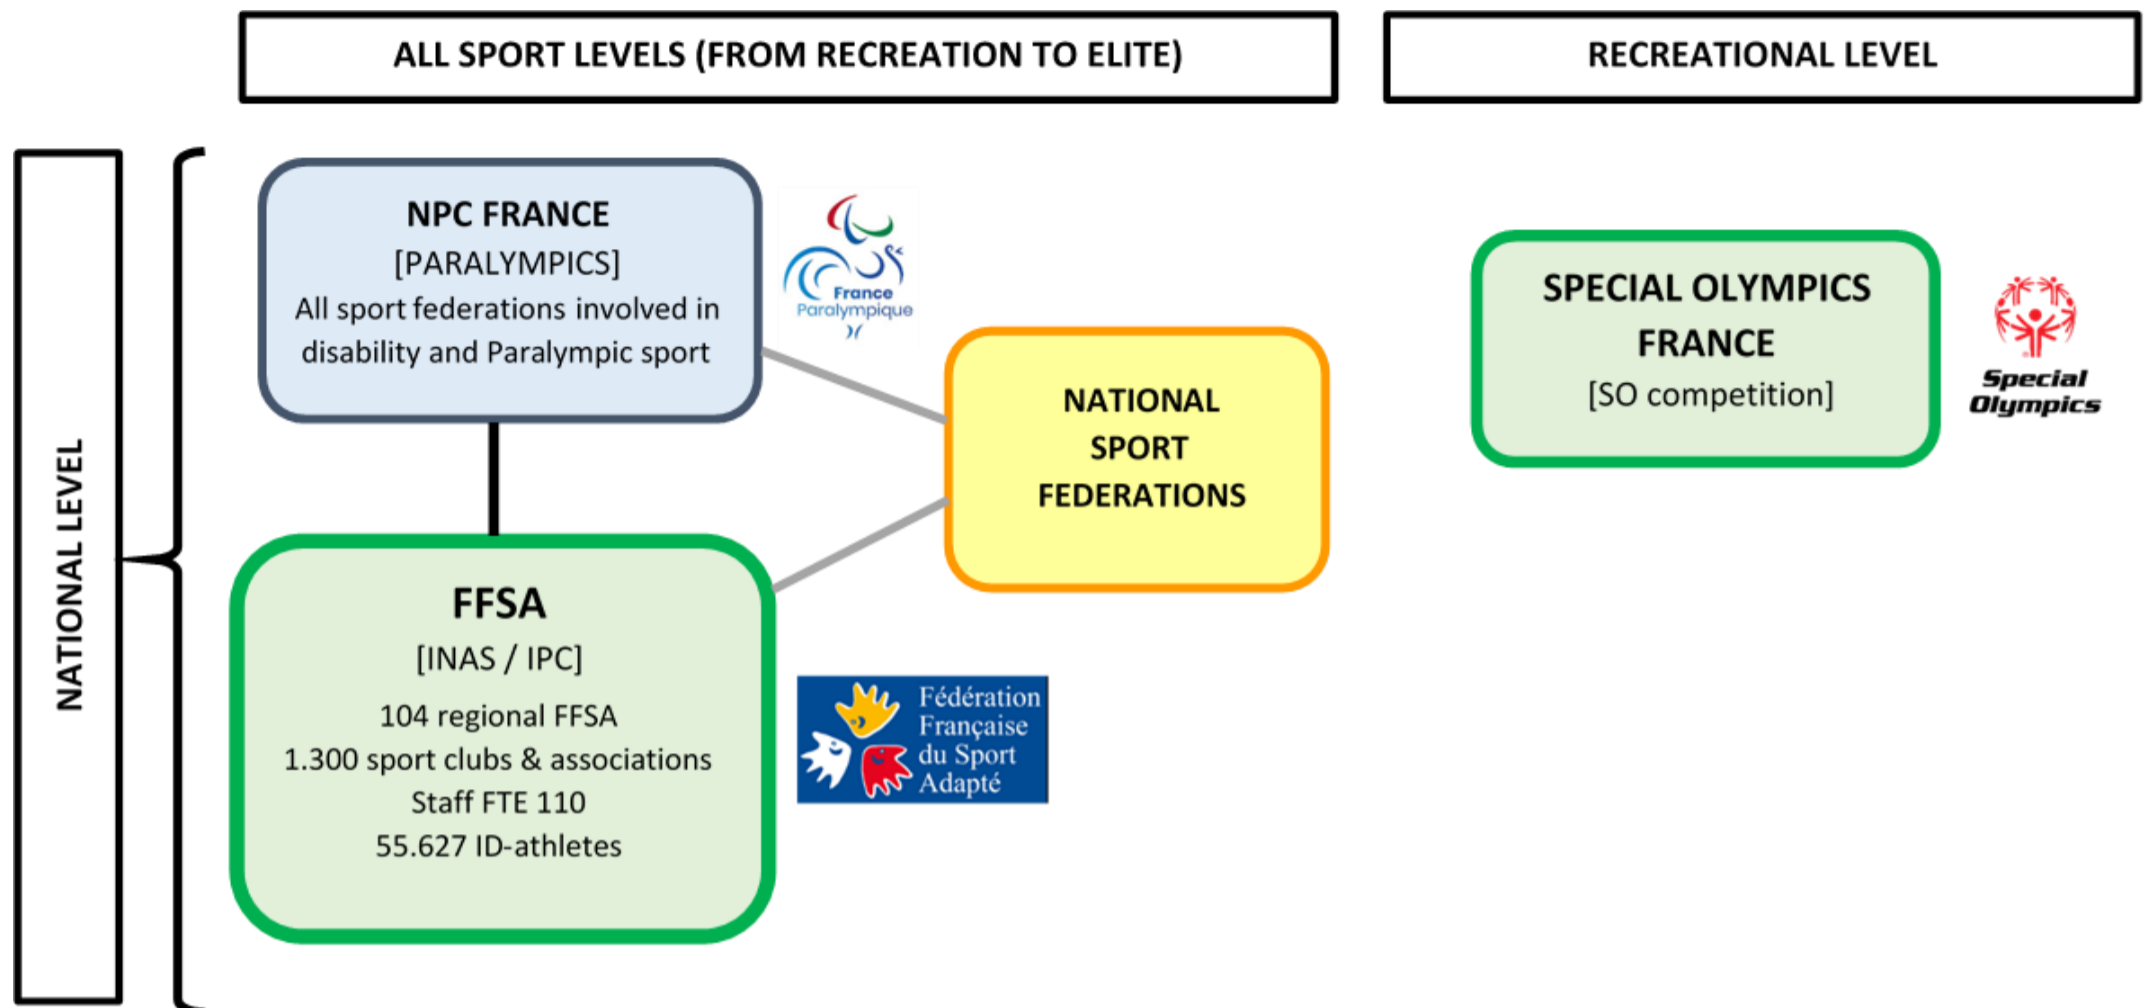 ALL SPORT LEVELS (FROM RECREATION TO ELITE)
RECREATIONAL LEVEL
NATIONAL LEVEL
NPC FRANCE
[PARALYMPICS]
All sport federations involved in
disability and Paralympic sport
France
Paralympique
NATIONAL
SPORT
FEDERATIONS
SPECIAL OLYMPICS
FRANCE
[SO competition]
Special
Olympics
FFSA
[INAS / IPC]
104 regional FFSA
1.300 sport clubs & associations
Staff FTE 110
55.627 ID-athletes
Fédération
Française
du Sport
Adapté